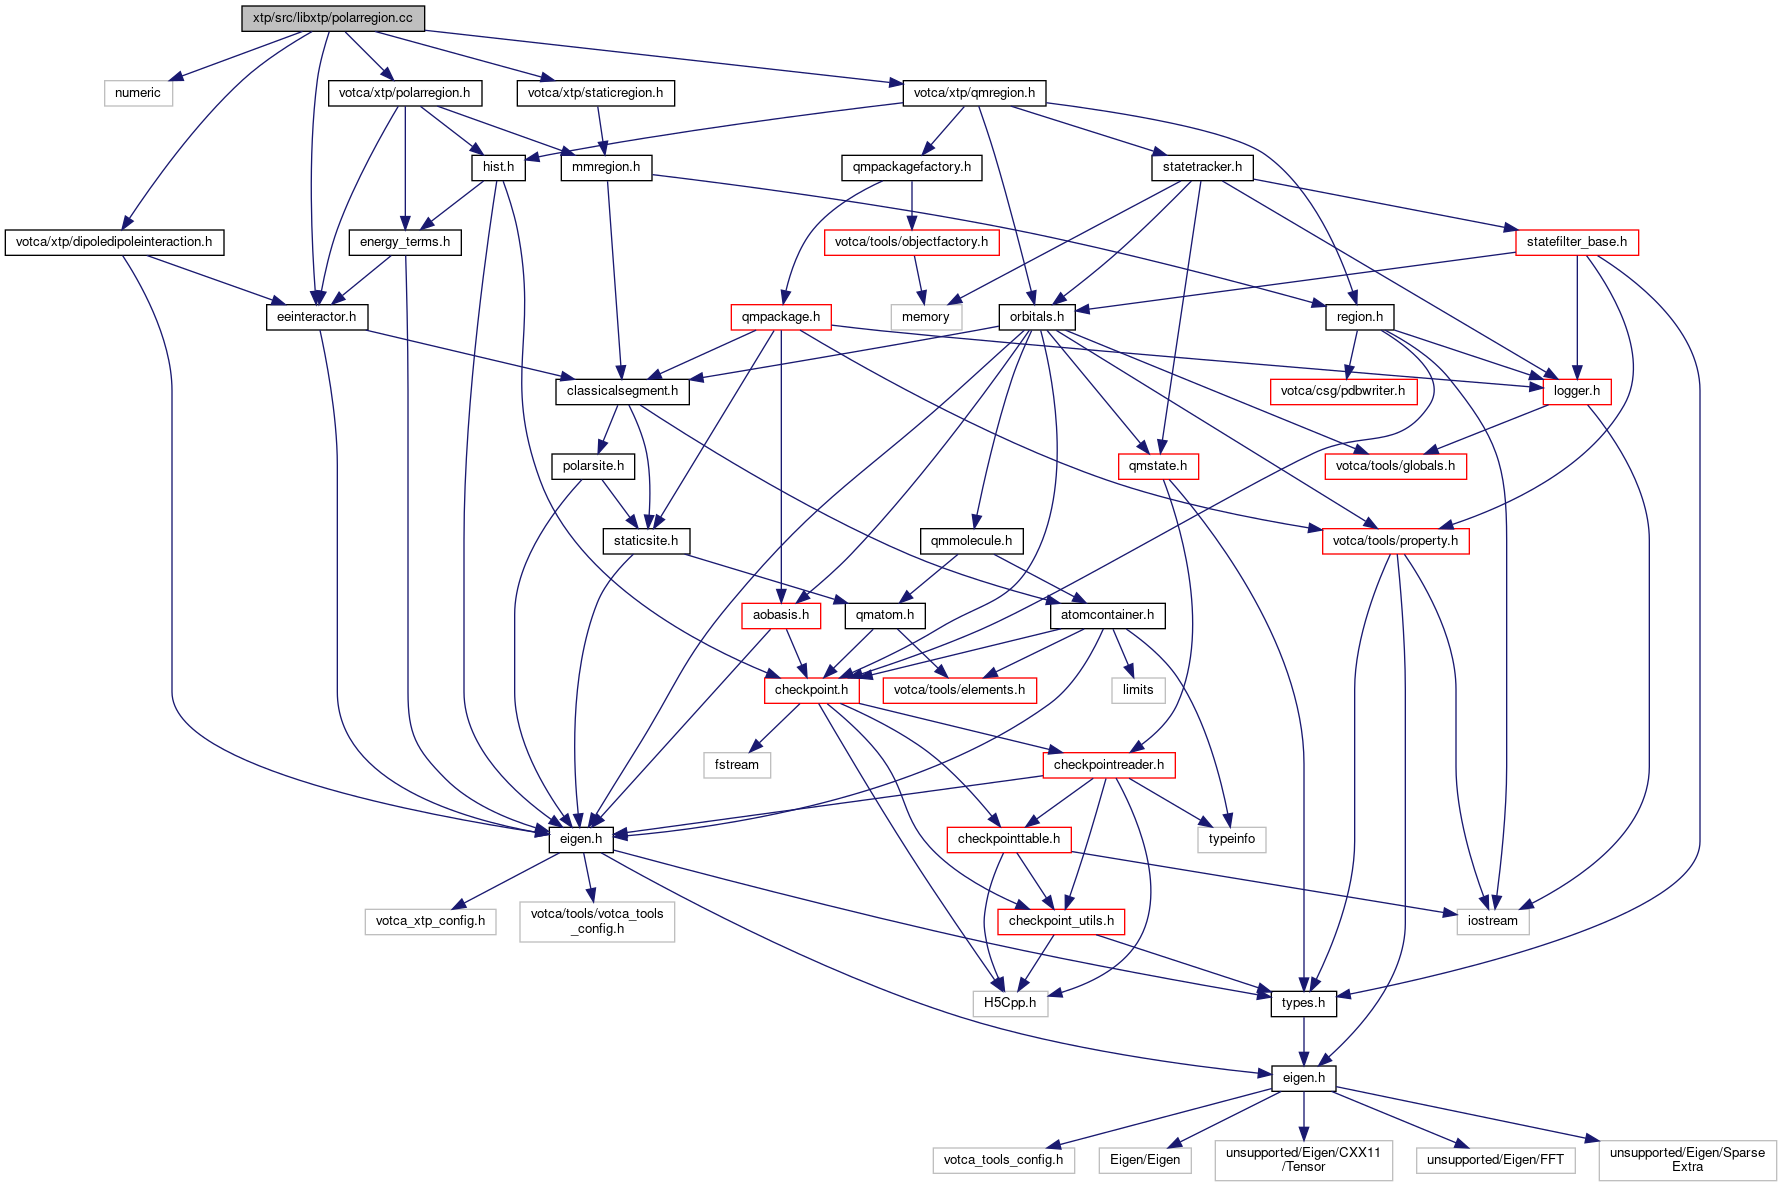 xtp/src/libxtp/polarregion.cc
numeric
votca/xtp/polarregion.h
votca/xtp/staticregion.h
votca/xtp/qmregion.h
hist.h
mmregion.h
qmpackagefactory.h
statetracker.h
votca/xtp/dipoledipoleinteraction.h
energy_terms.h
votca/tools/objectfactory.h
statefilter_base.h
eeinteractor.h
qmpackage.h
memory
orbitals.h
region.h
classicalsegment.h
votca/csg/pdbwriter.h
logger.h
polarsite.h
qmstate.h
votca/tools/globals.h
staticsite.h
qmmolecule.h
votca/tools/property.h
aobasis.h
qmatom.h
atomcontainer.h
checkpoint.h
votca/tools/elements.h
limits
fstream
checkpointreader.h
eigen.h
checkpointtable.h
typeinfo
votca_xtp_config.h
votca/tools/votca_tools
_config.h
checkpoint_utils.h
iostream
H5Cpp.h
types.h
eigen.h
votca_tools_config.h
Eigen/Eigen
unsupported/Eigen/CXX11
/Tensor
unsupported/Eigen/FFT
unsupported/Eigen/Sparse
Extra